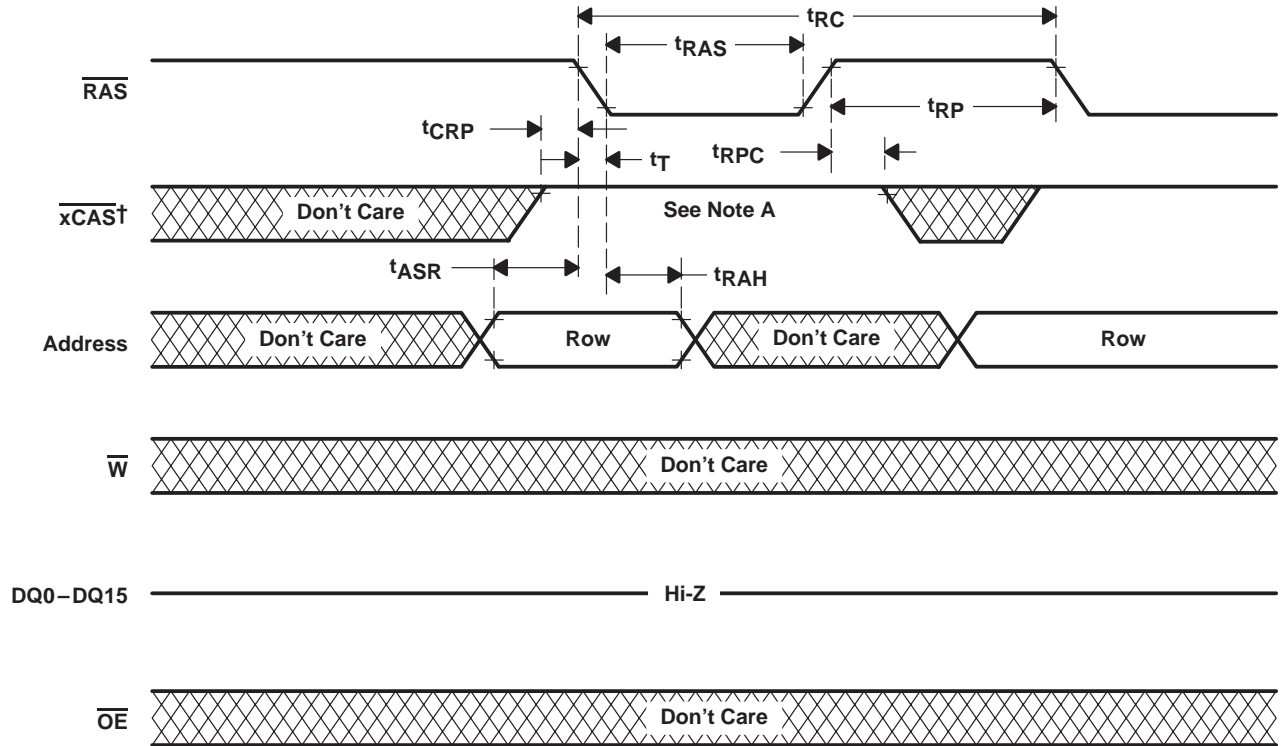 tRC
tRAS
RAS
tRP
tCRP
tT
tRPC
xCAS†
Don't Care
See Note A
tASR
tRAH
Address
Don't Care
Row
Don't Care
Row
W
Don't Care
DQ0–DQ15
Hi-Z
OE
Don't Care